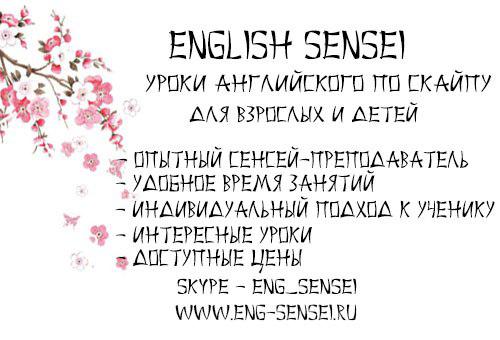 ENGLISH SENSEI
УРОКИ АНГЛИЙСКОГО ПО СКАЙПУ
ДЛЯ ВЗРОСЛЫХ И ДЕТЕЙ
- ОПЫТНЫЙ СЕНСЕЙ-ПРЕПОДАВАТЕЛЬ
- УДОБНОЕ ВРЕМЯ ЗАНЯТИЙ
- ИНДИВИДУАЛЬНЫЙ ПОДХОД К УЧЕНИКУ
- ИНТЕРЕСНЫЕ УРОКИ
- ДОСТУПНЫЕ ЦЕНЫ
SKYPE - ENG_SENSEI
WWW.ENG-SENSEI.RU